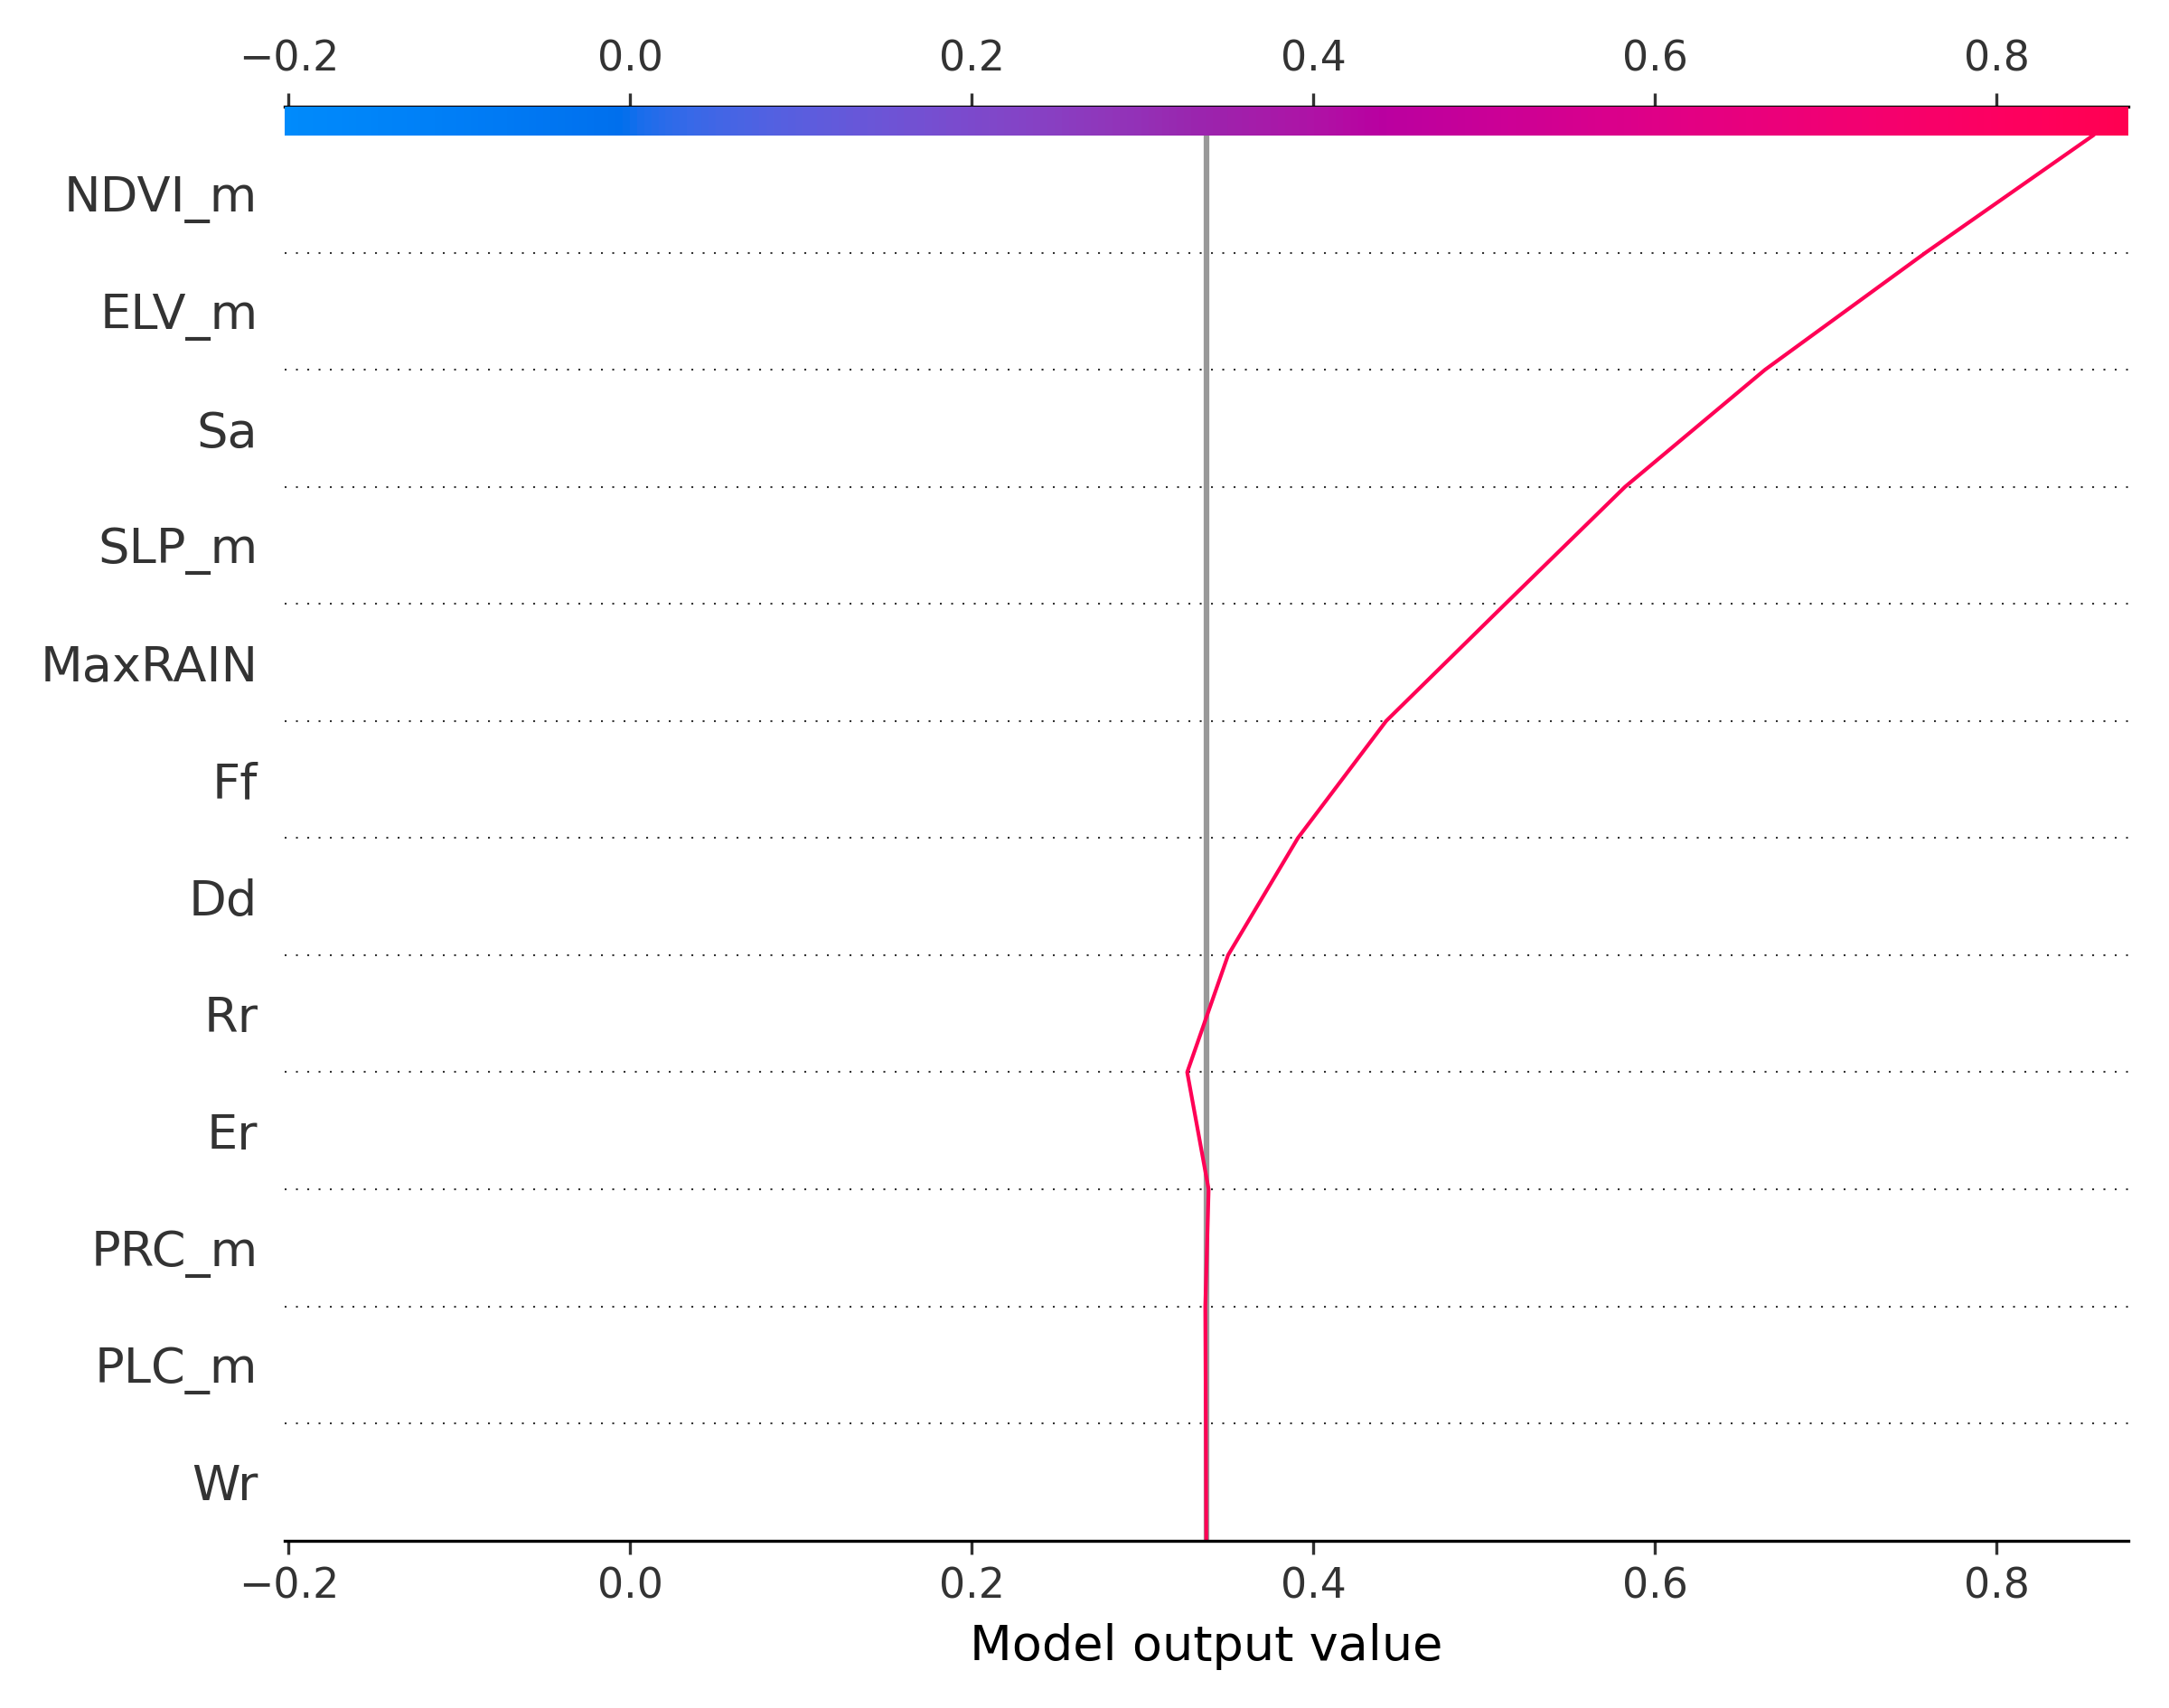 −0.2 0.0 0.2 0.4 0.6 0.8
NDVI_m
ELV_m
Sa
SLP_m
MaxRAIN
Ff
Dd
Rr
Er
PRC_m
PLC_m
Wr
−0.2 0.0 0.2 0.4 0.6 0.8
Model output value